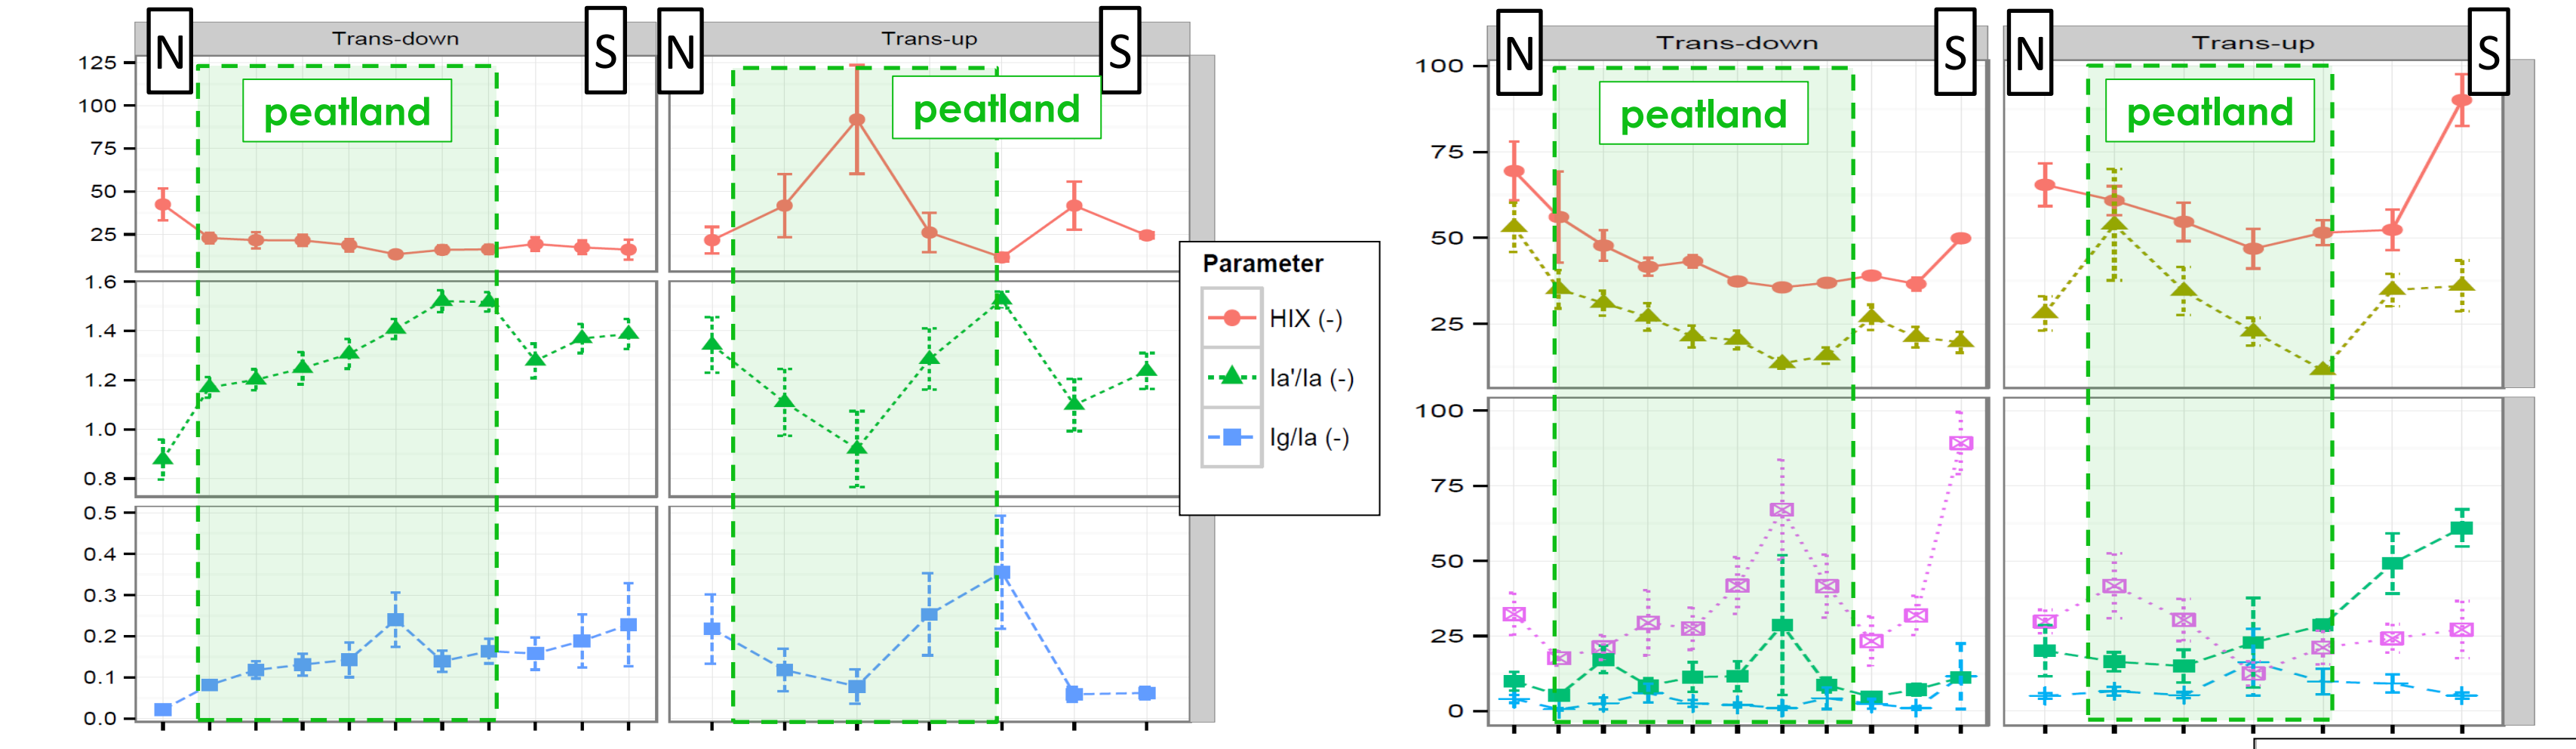 N
Trans-down
S
N
Trans-up
S
peatland
peatland
125
100
75
50
25
1.6
1.4
1.2
1.0
0.8
0.5
0.4
0.3
0.2
0.1
0.0
Parameter
HIX (-)
Ia'/Ia (-)
Ig/Ia (-)
N
Trans-down
S
N
Trans-up
S
peatland
peatland
100
75
50
25
100
75
50
25
0